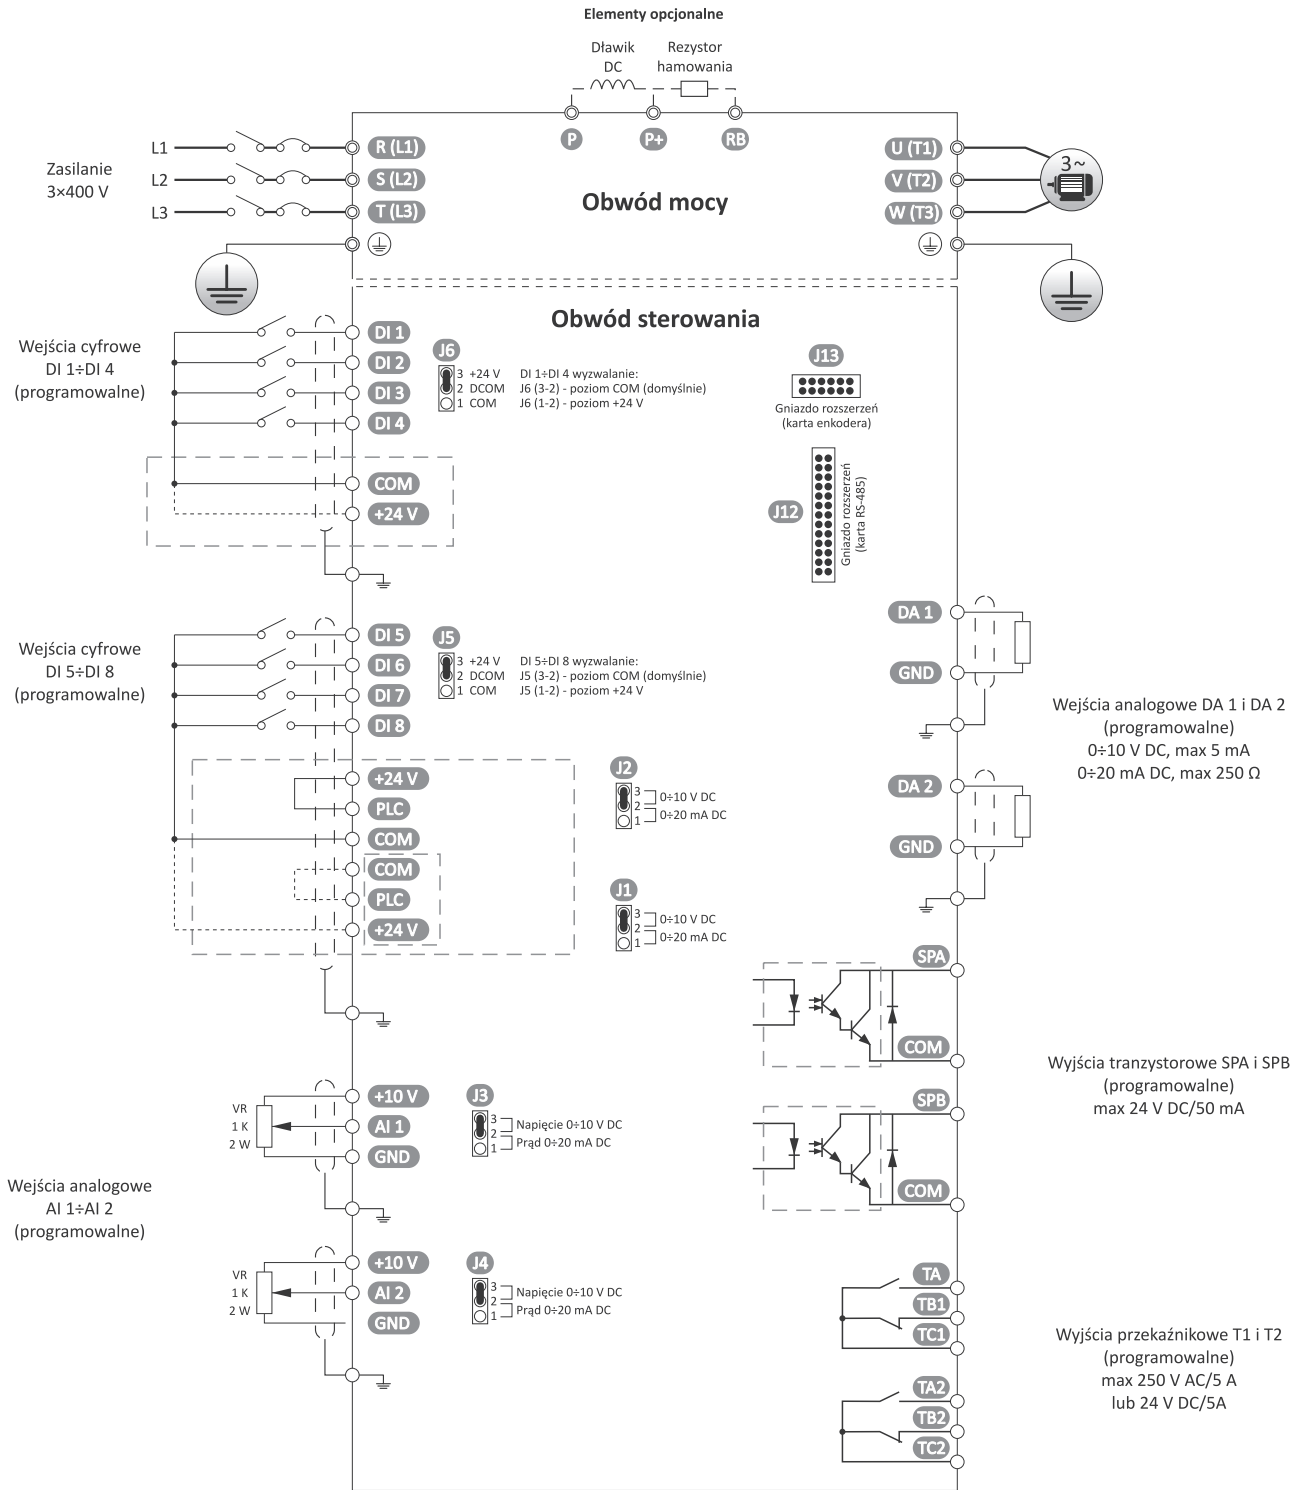 Elementy opcjonalne
Dławik
DC
Rezystor
hamowania
P
P+
RB
Zasilanie
3×400 V
L1
L2
L3
R (L1)
S (L2)
T (L3)
Obwód mocy
U (T1)
V (T2)
W (T3)
3~
Obwód sterowania
Wejścia cyfrowe
DI 1÷DI 4
(programowalne)
DI 1
DI 2
DI 3
DI 4
COM
+24 V
J6
3 +24 V
2 DCOM
1 COM
DI 1÷DI 4 wyzwalanie:
J6 (3-2) - poziom COM (domyślnie)
J6 (1-2) - poziom +24 V
J13
Gniazdo rozszerzeń
(karta enkodera)
J12
Gniazdo rozszerzeń
(karta RS-485)
Wejścia cyfrowe
DI 5÷DI 8
(programowalne)
DI 5
DI 6
DI 7
DI 8
J5
3 +24 V
2 DCOM
1 COM
DI 5÷DI 8 wyzwalanie:
J5 (3-2) - poziom COM (domyślnie)
J5 (1-2) - poziom +24 V
+24 V
PLC
COM
COM
PLC
+24 V
J2
3
2
1
0÷10 V DC
0÷20 mA DC
J1
3
2
1
0÷10 V DC
0÷20 mA DC
DA 1
GND
DA 2
GND
Wejścia analogowe DA 1 i DA 2
(programowalne)
0÷10 V DC, max 5 mA
0÷20 mA DC, max 250 Ω
SPA
COM
SPB
COM
Wyjścia tranzystorowe SPA i SPB
(programowalne)
max 24 V DC/50 mA
Wejścia analogowe
AI 1÷AI 2
(programowalne)
VR
1 K
2 W
+10 V
AI 1
GND
J3
3
2
1
Napięcie 0÷10 V DC
Prąd 0÷20 mA DC
VR
1 K
2 W
+10 V
AI 2
GND
J4
3
2
1
Napięcie 0÷10 V DC
Prąd 0÷20 mA DC
TA
TB1
TC1
TA2
TB2
TC2
Wyjścia przekaźnikowe T1 i T2
(programowalne)
max 250 V AC/5 A
lub 24 V DC/5A